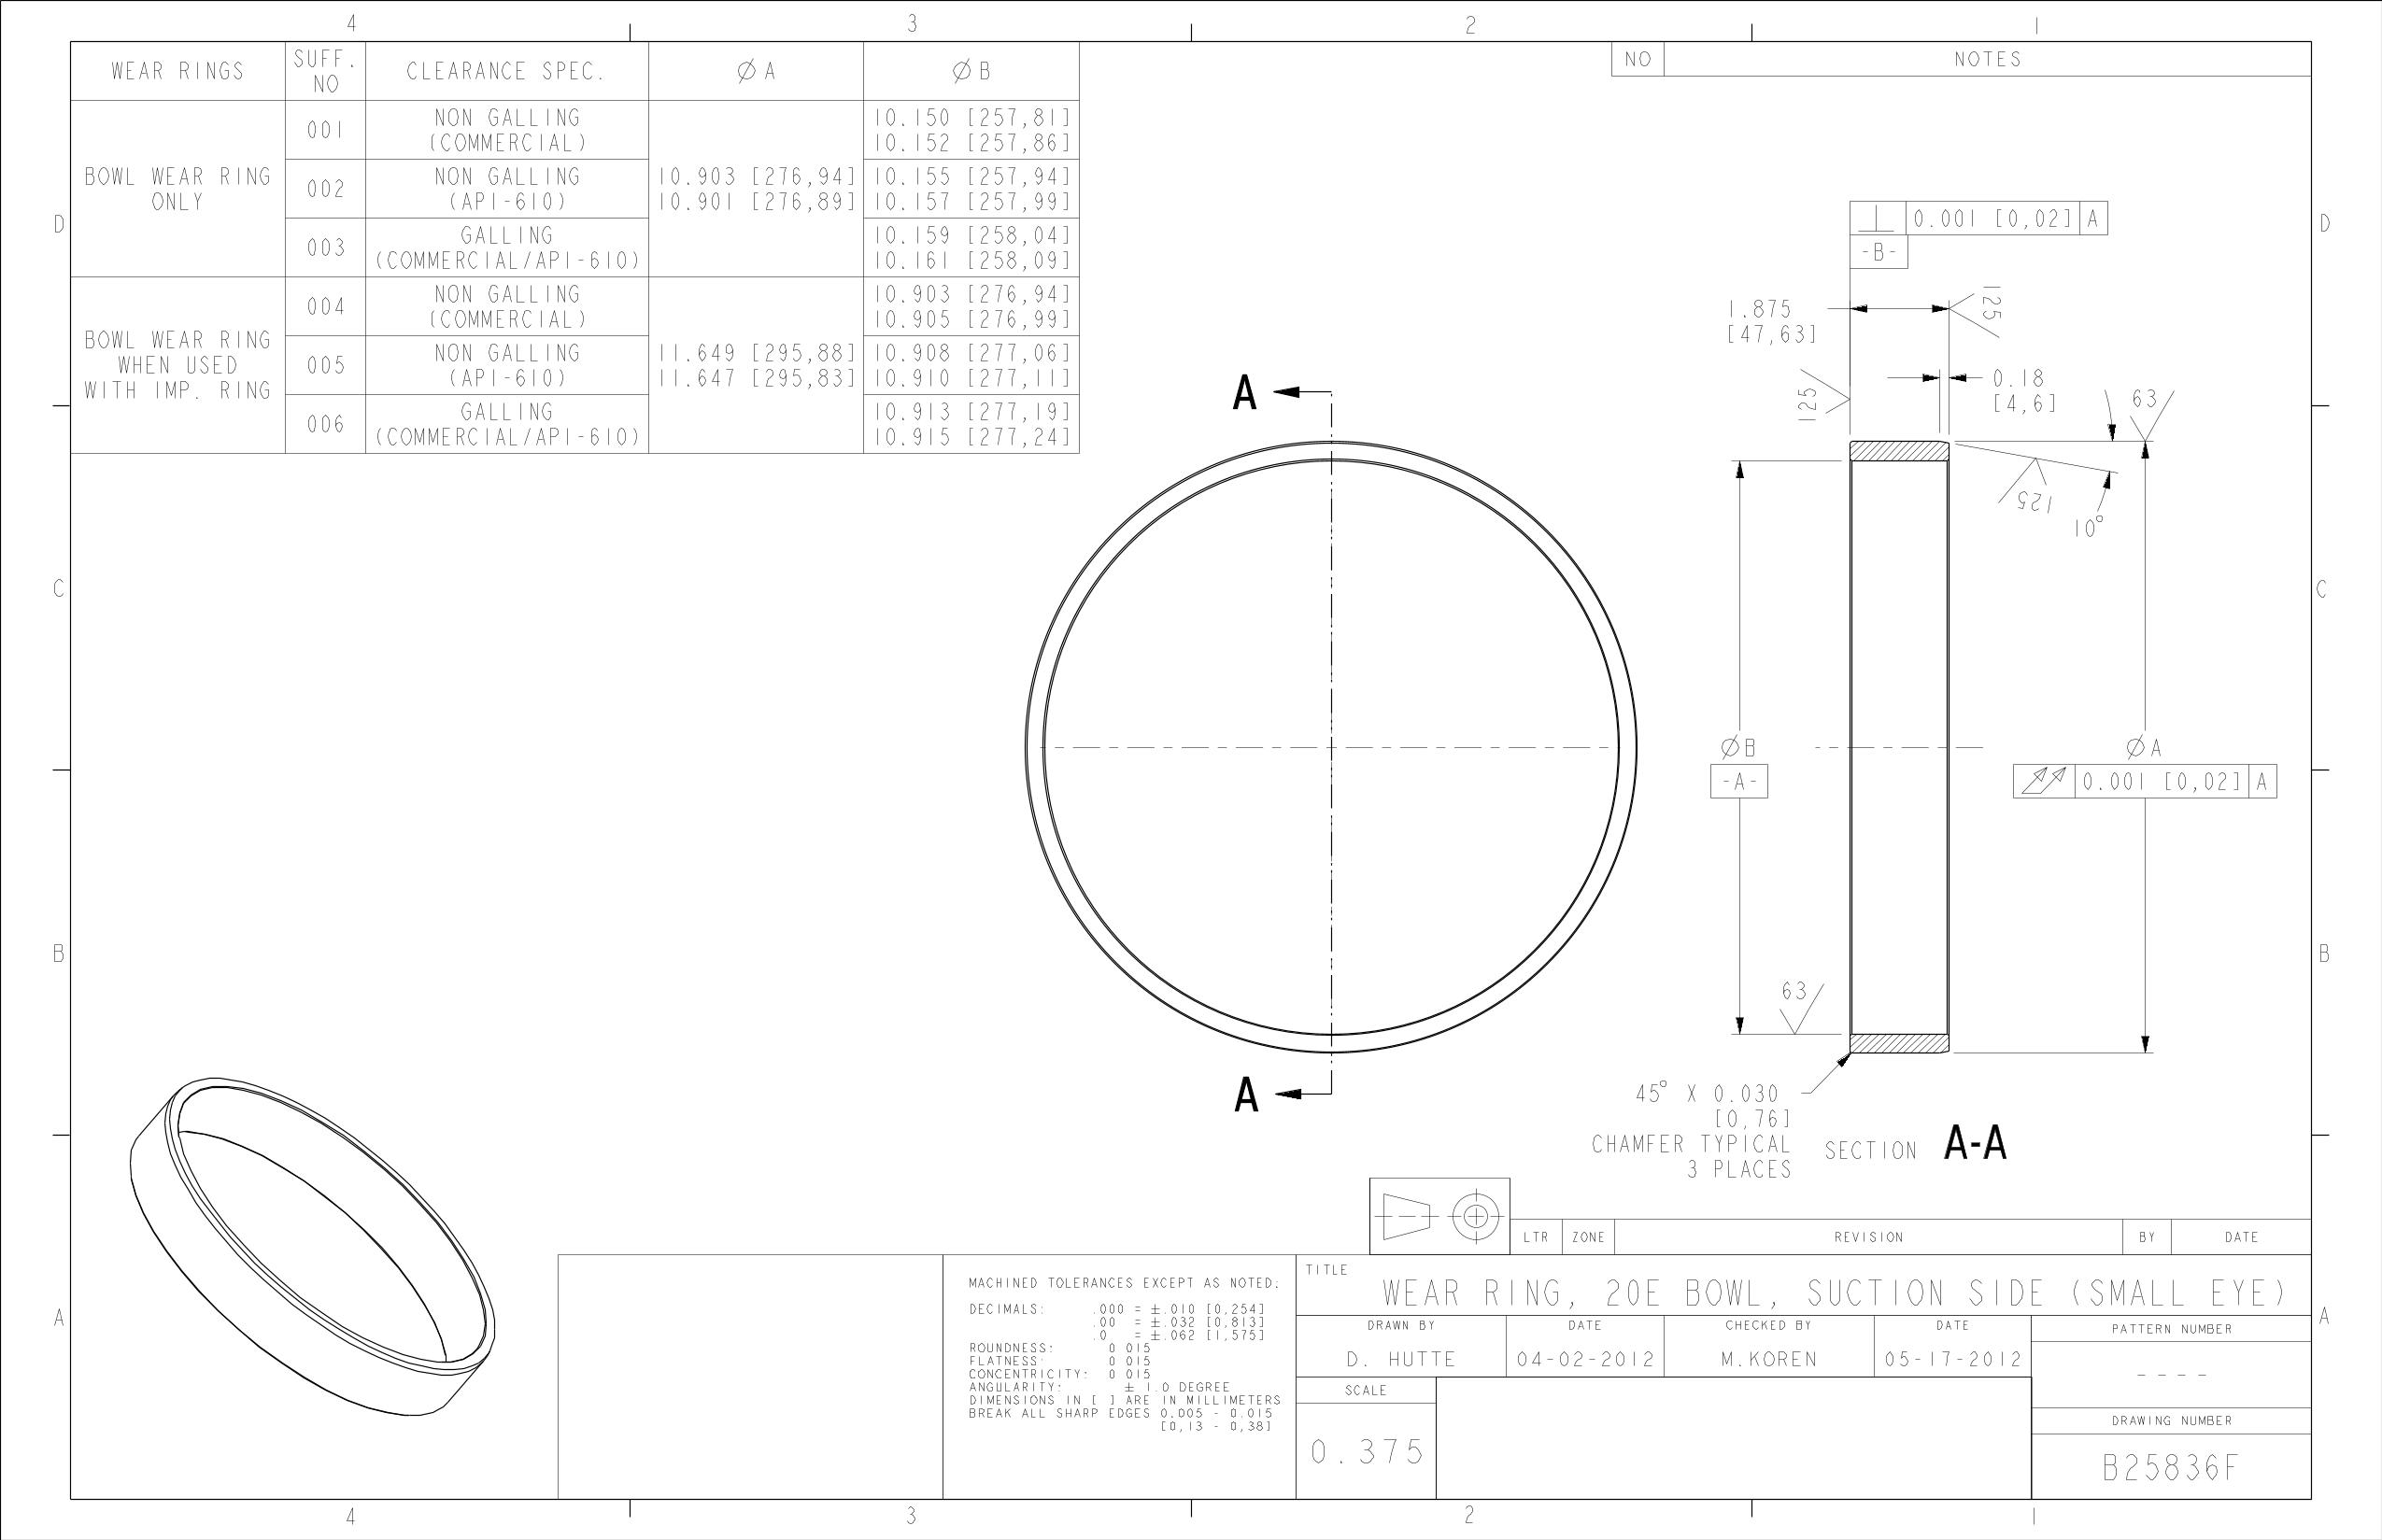 4 3 2 1
WEAR RINGS SUFF. NO CLEARANCE SPEC. Ø A Ø B
BOWL WEAR RING
ONLY
001 NON GALLING
(COMMERCIAL)
10.150 [257,81]
10.152 [257,86]
002 NON GALLING
(API-610)
10.903 [276,94]
10.901 [276,89]
10.155 [257,94]
10.157 [257,99]
003 GALLING
(COMMERCIAL/API-610)
10.159 [258,04]
10.161 [258,09]
BOWL WEAR RING
WHEN USED
WITH IMP. RING
004 NON GALLING
(COMMERCIAL)
10.903 [276,94]
10.905 [276,99]
005 NON GALLING
(API-610)
11.649 [295,88]
11.647 [295,83]
10.908 [277,06]
10.910 [277,11]
006 GALLING
(COMMERCIAL/API-610)
10.913 [277,19]
10.915 [277,24]
NO NOTES
D D
C C
B B
A A
⊥ 0.001 [0,02] A
-B-
1.875
[47,63]
125
0.18
[4,6]
125
63
125
10°
A
A
ØB
-A-
ØA
0.001 [0,02] A
63
45° X 0.030
[0,76]
CHAMFER TYPICAL
3 PLACES
SECTION A-A
LTR ZONE REVISION BY DATE
MACHINED TOLERANCES EXCEPT AS NOTED:
DECIMALS: .000 = ±.010 [0,254]
.00 = ±.032 [0,813]
.0 = ±.062 [1,575]
ROUNDNESS: 0.015
FLATNESS: 0.015
CONCENTRICITY: 0.015
ANGULARITY: ± 1.0 DEGREE
DIMENSIONS IN [ ] ARE IN MILLIMETERS
BREAK ALL SHARP EDGES 0.005 - 0.015
[0,13 - 0,38]
TITLE
WEAR RING, 20E BOWL, SUCTION SIDE (SMALL EYE)
DRAWN BY DATE CHECKED BY DATE PATTERN NUMBER
D. HUTTE 04-02-2012 M.KOREN 05-17-2012 ----
SCALE
0.375
DRAWING NUMBER
B25836F
4 3 2 1